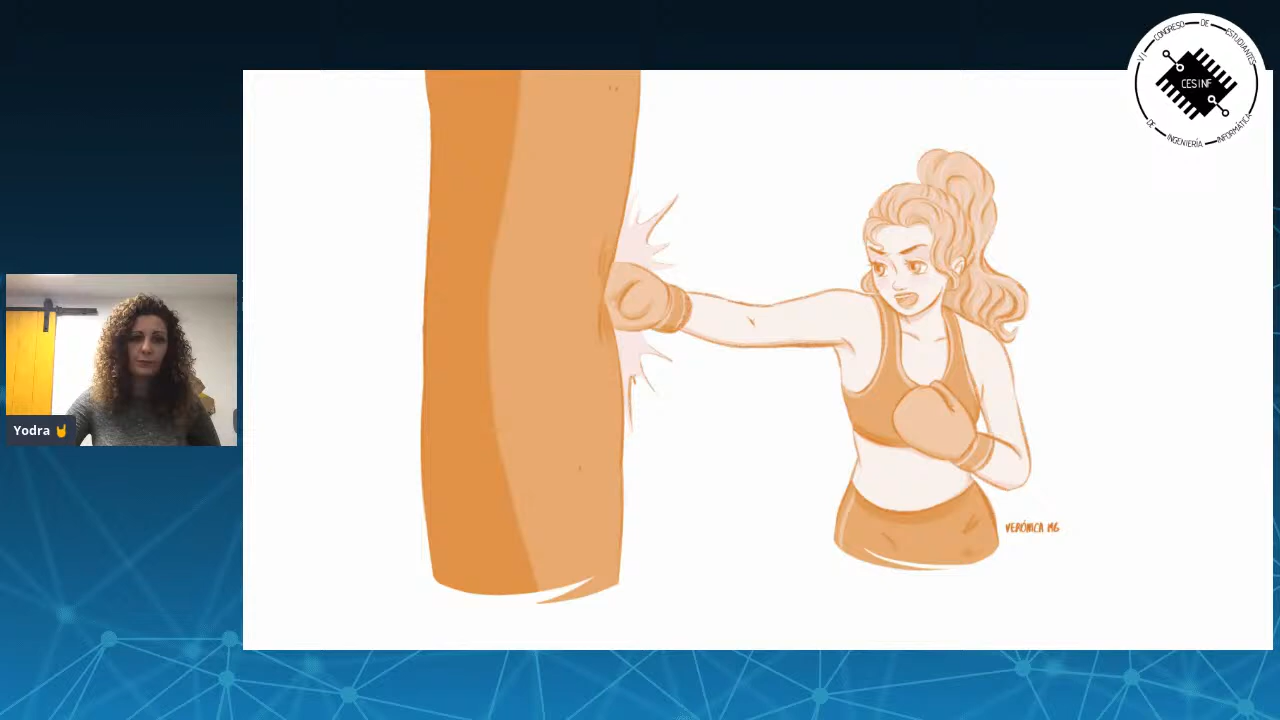 VI CONGRESO DE ESTUDIANTES
CESINF
DE INGENIERÍA INFORMÁTICA
Yodra 🤘
VERÓNICA MG